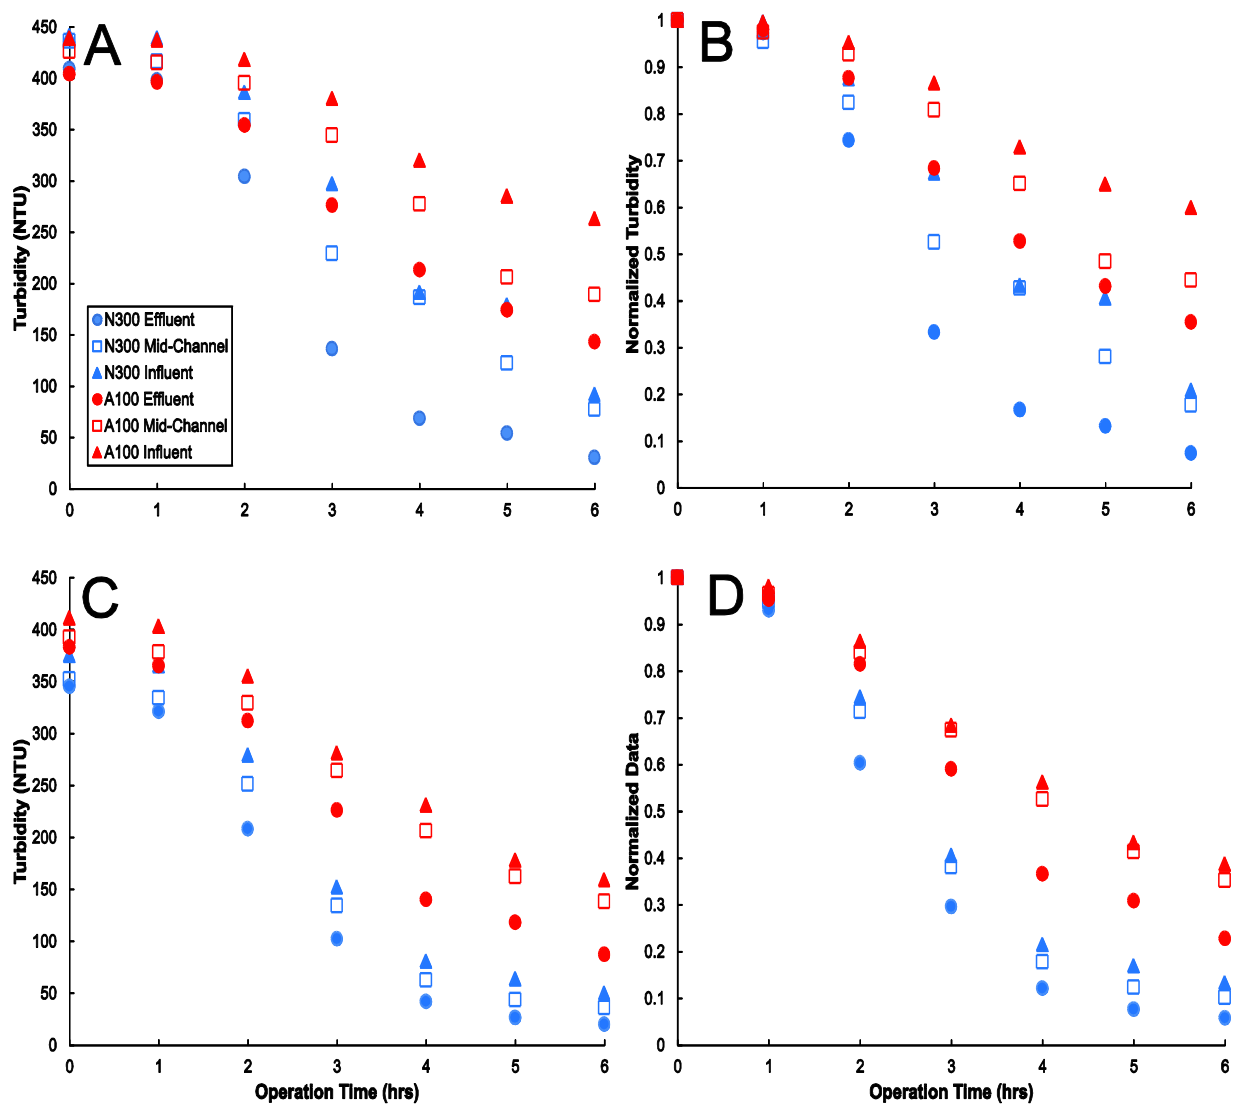 A
450
400
350
300
250
200
150
100
50
0
Turbidity (NTU)
N300 Effluent
N300 Mid-Channel
N300 Influent
A100 Effluent
A100 Mid-Channel
A100 Influent
0 1 2 3 4 5 6
B
1
0.9
0.8
0.7
0.6
0.5
0.4
0.3
0.2
0.1
0
Normalized Turbidity
0 1 2 3 4 5 6
C
450
400
350
300
250
200
150
100
50
0
Turbidity (NTU)
0 1 2 3 4 5 6
Operation Time (hrs)
D
1
0.9
0.8
0.7
0.6
0.5
0.4
0.3
0.2
0.1
0
Normalized Data
0 1 2 3 4 5 6
Operation Time (hrs)